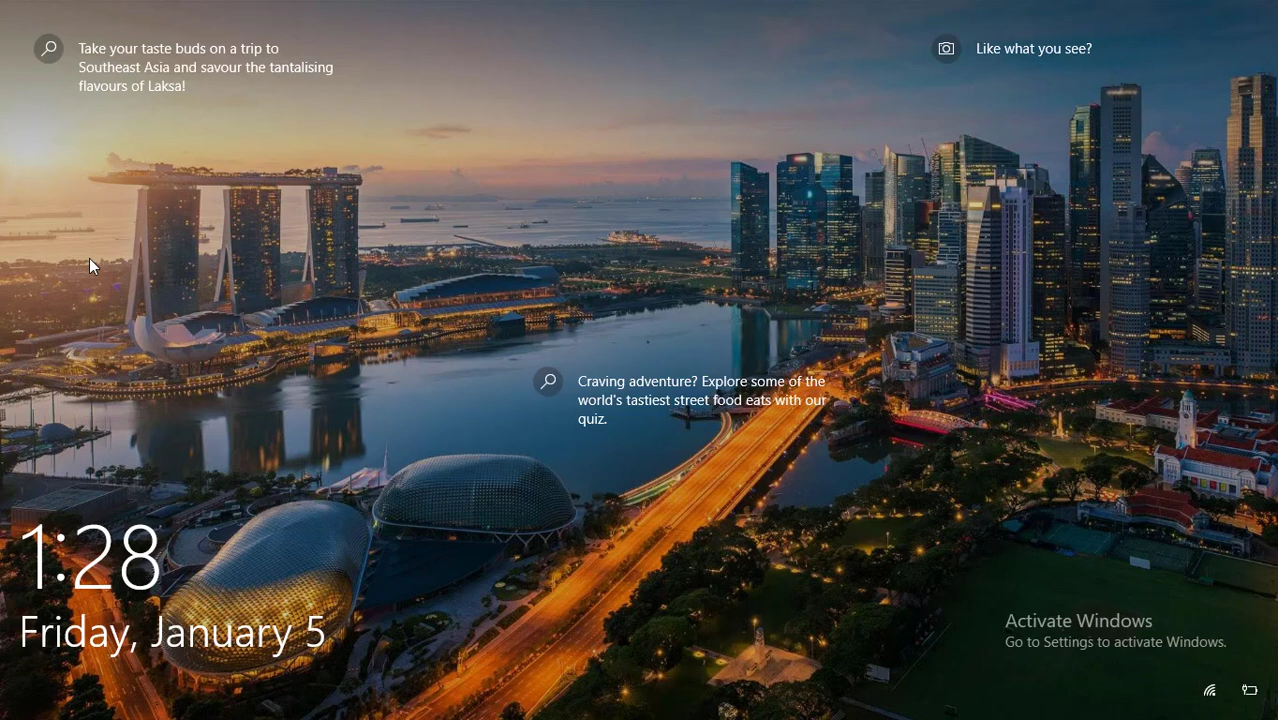 Take your taste buds on a trip to
Southeast Asia and savour the tantalising
flavours of Laksa!
Like what you see?
Craving adventure? Explore some of the
world's tastiest street food eats with our
quiz.
1:28
Friday, January 5
Activate Windows
Go to Settings to activate Windows.